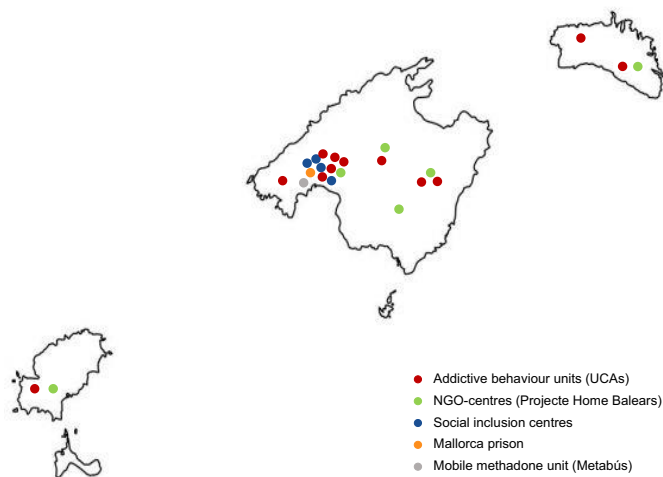 Addictive behaviour units (UCAs)
NGO-centres (Projecte Home Balears)
Social inclusion centres
Mallorca prison
Mobile methadone unit (Metabús)